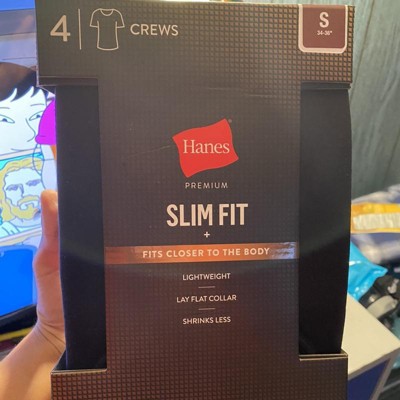 4 CREWS
S
34-36"
Hanes
PREMIUM
SLIM FIT
+
FITS CLOSER TO THE BODY
LIGHTWEIGHT
LAY FLAT COLLAR
SHRINKS LESS